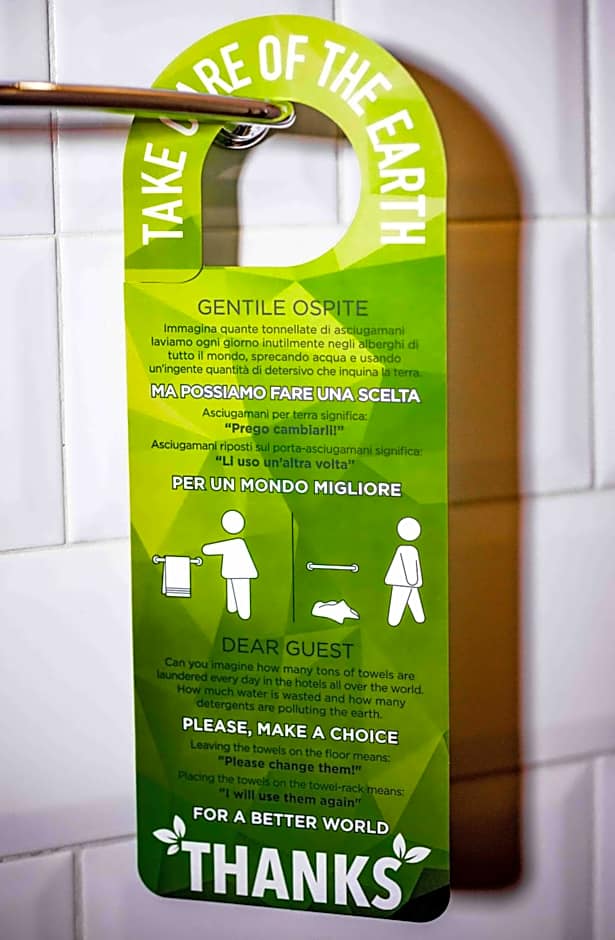 TAKE CARE OF THE EARTH
GENTILE OSPITE
Immagina quante tonnellate di asciugamani
laviamo ogni giorno inutilmente negli alberghi di
tutto il mondo, sprecando acqua e usando
un'ingente quantità di detersivo che inquina la terra.
MA POSSIAMO FARE UNA SCELTA
Asciugamani per terra significa:
"Prego cambiarli!"
Asciugamani riposti sul porta-asciugamani significa:
"Li uso un'altra volta"
PER UN MONDO MIGLIORE
DEAR GUEST
Can you imagine how many tons of towels are
laundered every day in the hotels all over the world.
How much water is wasted and how many
detergents are polluting the earth.
PLEASE, MAKE A CHOICE
Leaving the towels on the floor means:
"Please change them!"
Placing the towels on the towel-rack means:
"I will use them again"
FOR A BETTER WORLD
THANKS